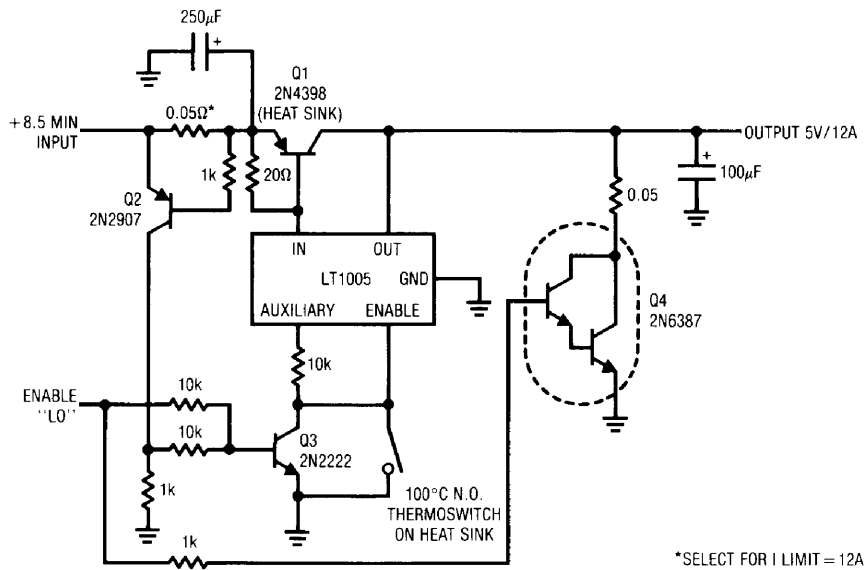 250µF
+
Q1
2N4398
(HEAT SINK)
+8.5 MIN
INPUT
0.05Ω*
OUTPUT 5V/12A
1k
20Ω
+
100µF
0.05
Q2
2N2907
IN
OUT
LT1005
GND
AUXILIARY
ENABLE
Q4
2N6387
10k
ENABLE
"LO"
10k
10k
Q3
2N2222
1k
100°C N.O.
THERMOSWITCH
ON HEAT SINK
1k
*SELECT FOR I LIMIT = 12A